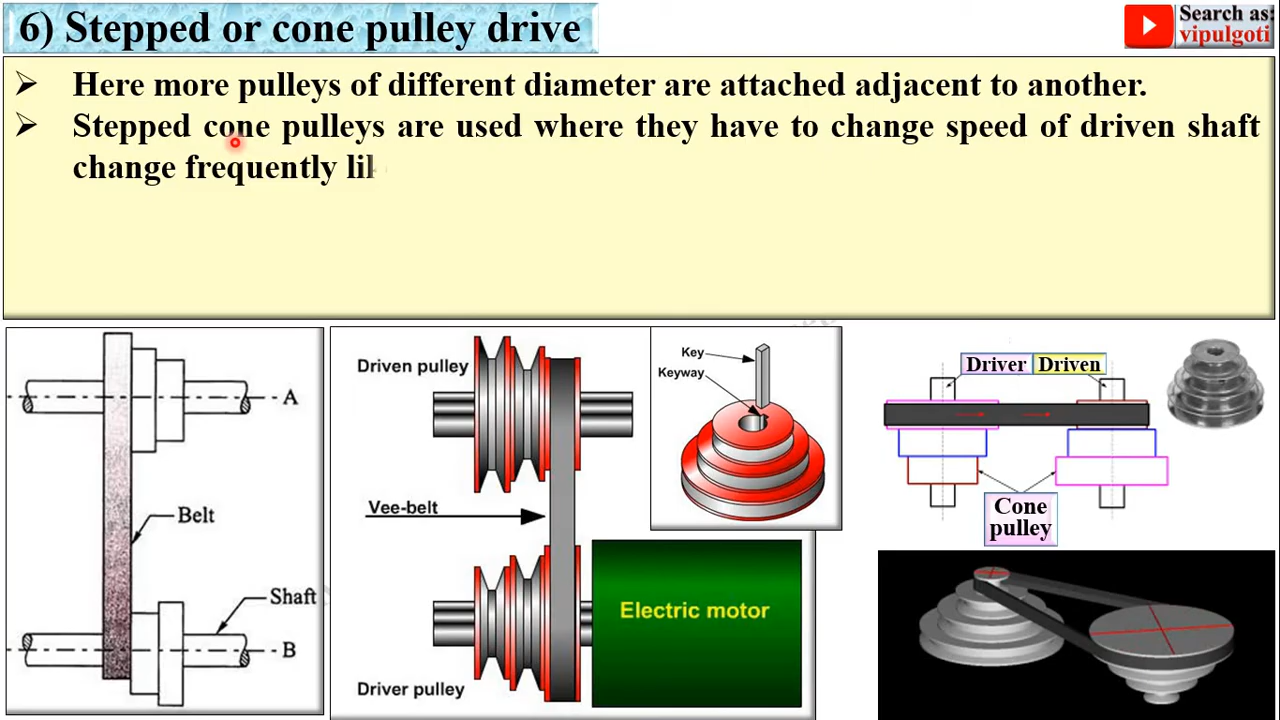 6) Stepped or cone pulley drive
Search as:
vipulgoti
➢ Here more pulleys of different diameter are attached adjacent to another.
➢ Stepped cone pulleys are used where they have to change speed of driven shaft
change frequently
A
Belt
Shaft
B
Driven pulley
Vee-belt
Driver pulley
Electric motor
Key
Keyway
Driver
Driven
Cone
pulley